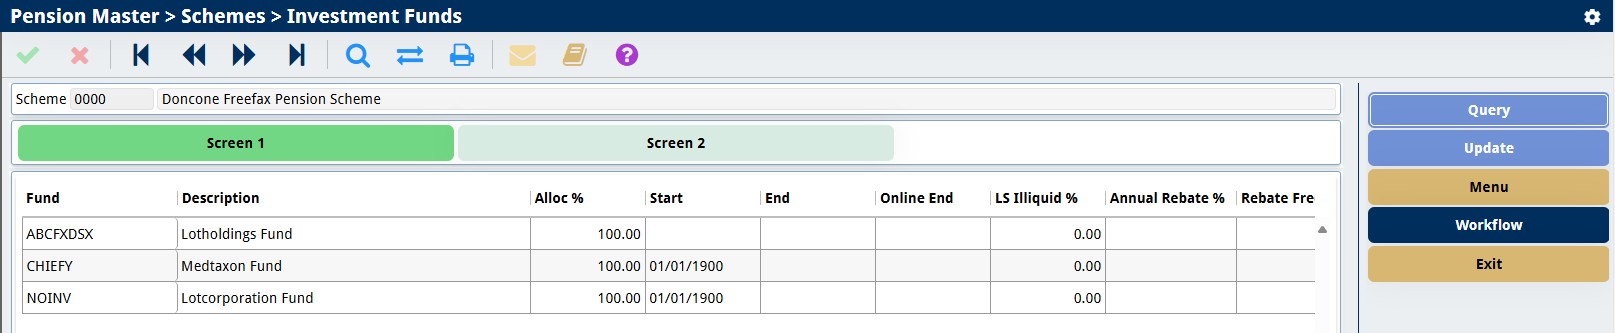 Pension Master > Schemes > Investment Funds
?
Scheme 0000 Doncone Freefax Pension Scheme
Query
Screen 1 Screen 2
Update
Menu
Fund Description Alloc % Start End Online End LS Illiquid % Annual Rebate % Rebate Fre
Workflow
ABCFXDSX Lotholdings Fund 100.00 0.00
CHIEFY Medtaxon Fund 100.00 01/01/1900 0.00
Exit
NOINV Lotcorporation Fund 100.00 01/01/1900 0.00